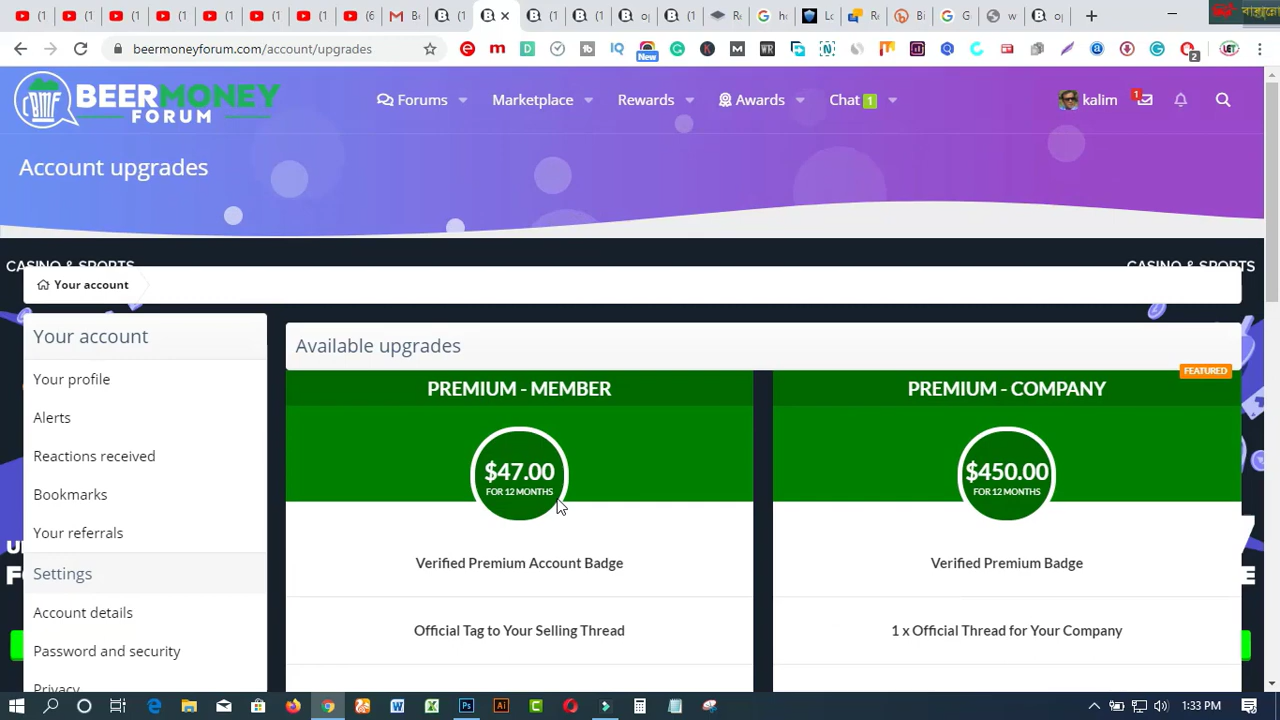 beermoneyforum.com/account/upgrades
New
2
BEERMONEY
FORUM
Forums
Marketplace
Rewards
Awards
Chat 1
kalim
1
Account upgrades
CASINO & SPORTS
CASINO & SPORTS
Your account
Your account
Your profile
Alerts
Reactions received
Bookmarks
Your referrals
Settings
Account details
Password and security
Privacy
Available upgrades
PREMIUM - MEMBER
$47.00
FOR 12 MONTHS
Verified Premium Account Badge
Official Tag to Your Selling Thread
FEATURED
PREMIUM - COMPANY
$450.00
FOR 12 MONTHS
Verified Premium Badge
1 x Official Thread for Your Company
1:33 PM